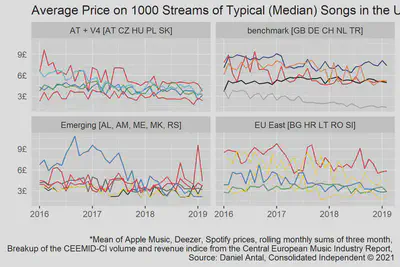 Average Price on 1000 Streams of Typical (Median) Songs in the U
AT + V4 [AT CZ HU PL SK]
benchmark [GB DE CH NL TR]
9€
6€
3€
Emerging [AL, AM, ME, MK, RS]
EU East [BG HR LT RO SI]
9€
6€
3€
2016 2017 2018 2019 2016 2017 2018 2019
*Mean of Apple Music, Deezer, Spotify prices, rolling monthly sums of three month,
Breakup of the CEEMID-CI volume and revenue indice from the Central European Music Industry Report.
Source: Daniel Antal, Consolidated Independent © 2021